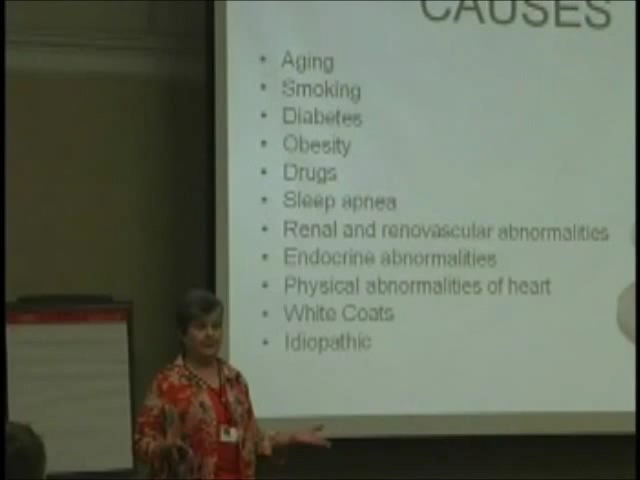 CAUSES
• Aging
• Smoking
• Diabetes
• Obesity
• Drugs
• Sleep apnea
• Renal and renovascular abnormalities
• Endocrine abnormalities
• Physical abnormalities of heart
• White Coats
• Idiopathic